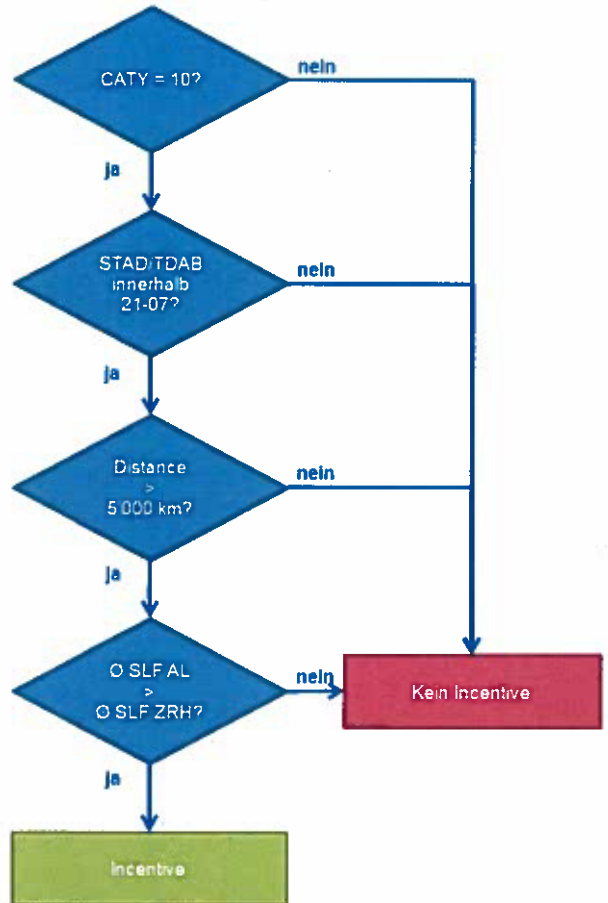 CATY = 10?
nein
ja
STAD/TDAB
innerhalb
21-07?
nein
ja
Distance
>
5'000 km?
nein
ja
Ø SLF AL
>
Ø SLF ZRH?
nein
Kein Incentive
ja
Incentive